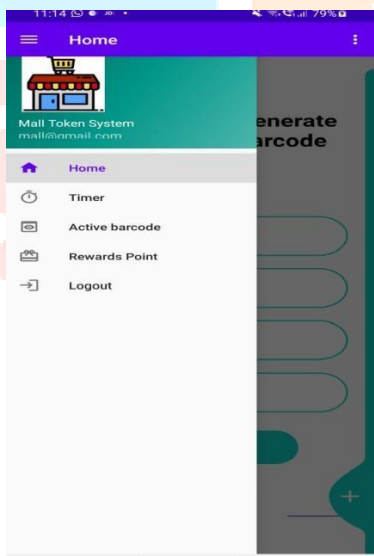 11:14
79%
Home
Mall Token System
mall@gmail.com
enerate
arcode
Home
Timer
Active barcode
Rewards Point
Logout